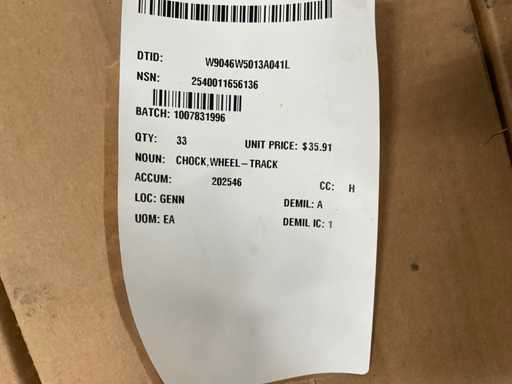 DTID: W9046W5013A041L
NSN: 2540011656136
BATCH: 1007831996
QTY: 33 UNIT PRICE: $35.91
NOUN: CHOCK,WHEEL-TRACK
ACCUM: 202546 CC: H
LOC: GENN DEMIL: A
UOM: EA DEMIL IC: 1